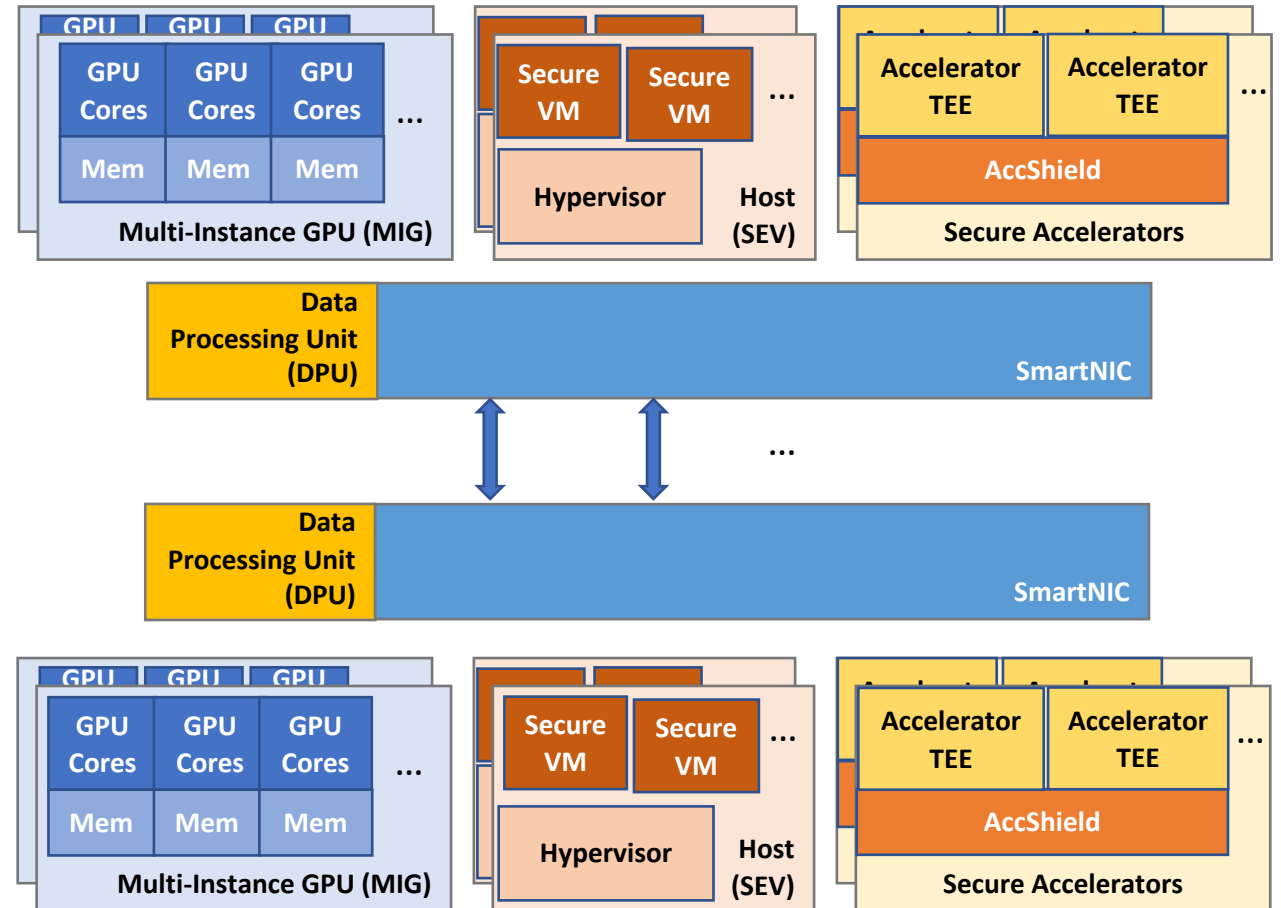 GPU GPU GPU
GPU Cores GPU Cores GPU Cores ...
Mem Mem Mem
Multi-Instance GPU (MIG)
Secure VM Secure VM ...
Hypervisor
Host (SEV)
Accelerator TEE Accelerator TEE ...
AccShield
Secure Accelerators
Data
Processing Unit
(DPU)
SmartNIC
...
Data
Processing Unit
(DPU)
SmartNIC
GPU GPU GPU
GPU Cores GPU Cores GPU Cores ...
Mem Mem Mem
Multi-Instance GPU (MIG)
Secure VM Secure VM ...
Hypervisor
Host (SEV)
Accelerator TEE Accelerator TEE ...
AccShield
Secure Accelerators